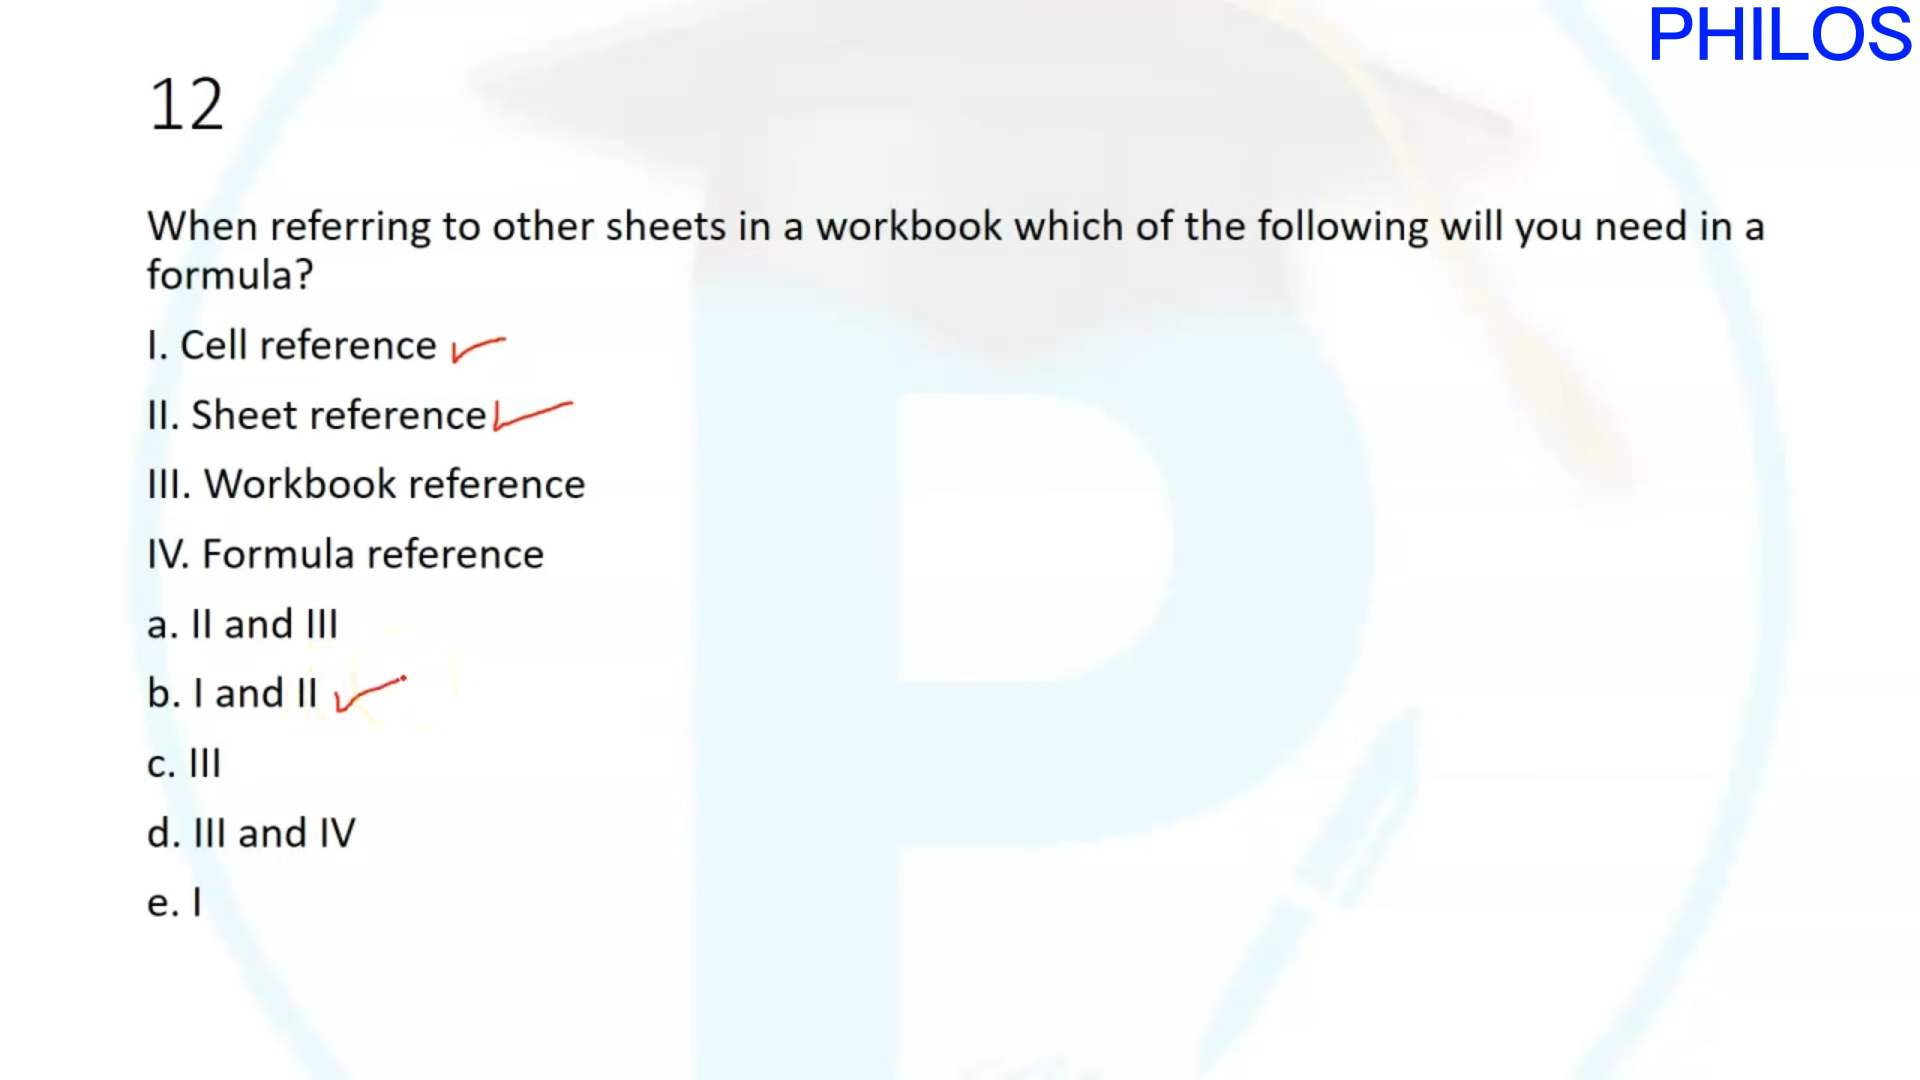 PHILOS
12
When referring to other sheets in a workbook which of the following will you need in a
formula?
I. Cell reference
II. Sheet reference
III. Workbook reference
IV. Formula reference
a. II and III
b. I and II
c. III
d. III and IV
e. I